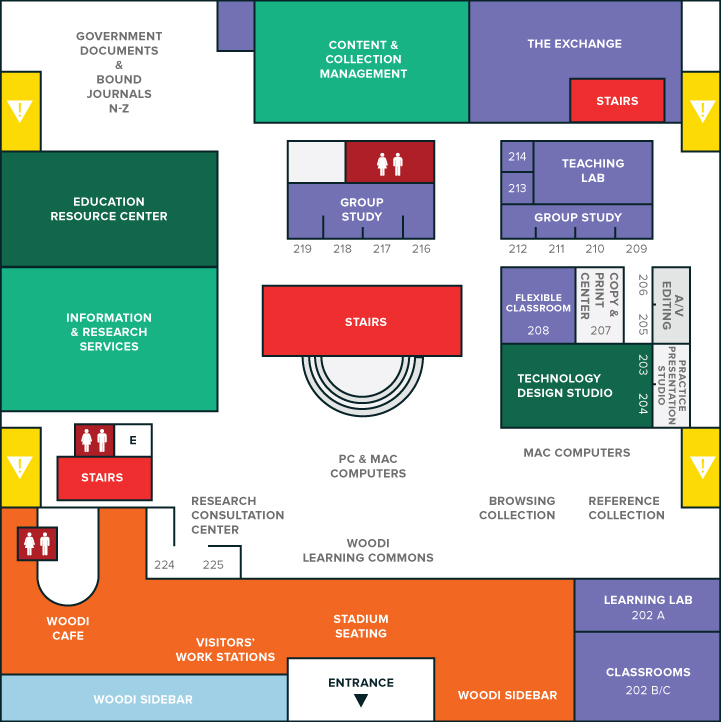 GOVERNMENT
DOCUMENTS
&
BOUND
JOURNALS
N-Z
CONTENT &
COLLECTION
MANAGEMENT
THE EXCHANGE
STAIRS
!
!
EDUCATION
RESOURCE CENTER
GROUP
STUDY
219
218
217
216
214
213
TEACHING
LAB
GROUP STUDY
212
211
210
209
INFORMATION
& RESEARCH
SERVICES
STAIRS
FLEXIBLE
CLASSROOM
208
COPY &
PRINT
CENTER
207
206
205
A/V
EDITING
TECHNOLOGY
DESIGN STUDIO
203
204
PRACTICE
PRESENTATION
STUDIO
!
E
STAIRS
PC & MAC
COMPUTERS
MAC COMPUTERS
!
RESEARCH
CONSULTATION
CENTER
BROWSING
COLLECTION
REFERENCE
COLLECTION
224
225
WOODI
LEARNING COMMONS
WOODI
CAFE
VISITORS'
WORK STATIONS
STADIUM
SEATING
LEARNING LAB
202 A
CLASSROOMS
202 B/C
WOODI SIDEBAR
ENTRANCE
WOODI SIDEBAR